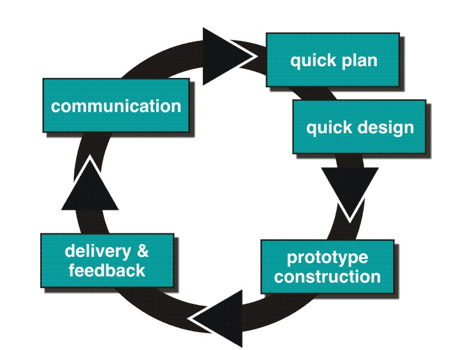 quick plan
communication
quick design
delivery &
feedback
prototype
construction